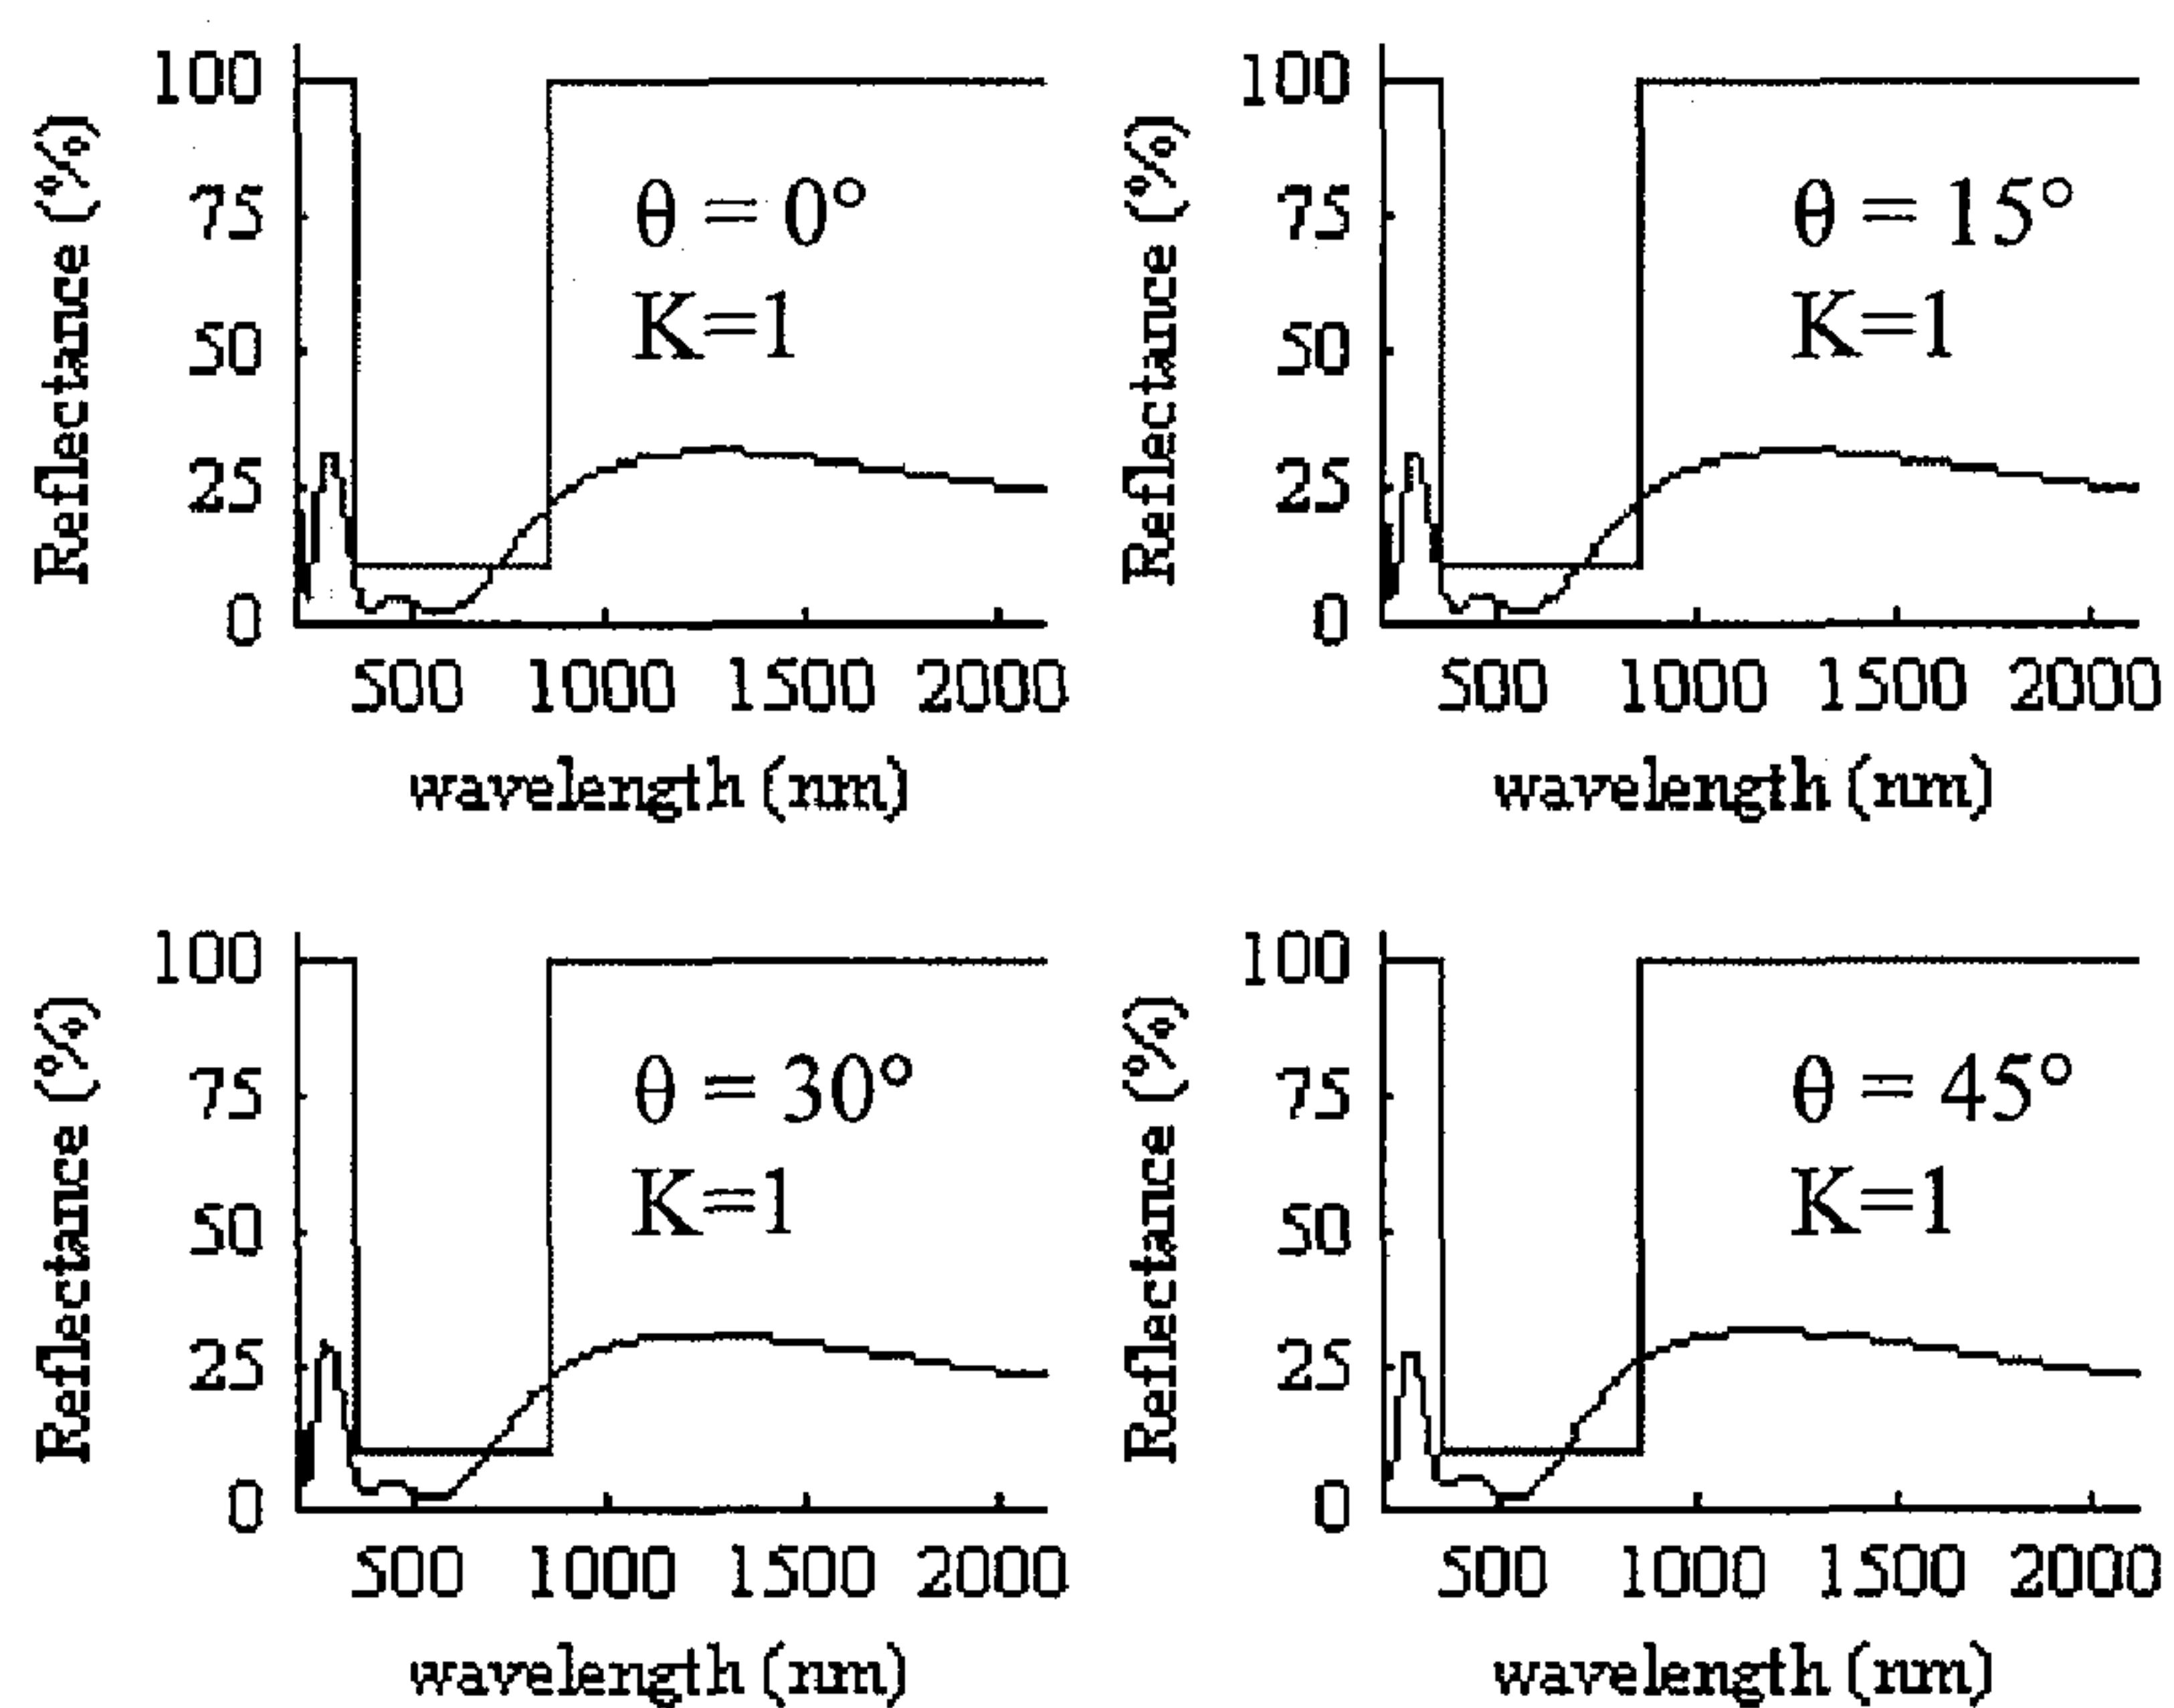 Reflectance (%)
100
75
50
25
0
θ = 0°
K=1
500 1000 1500 2000
wavelength (nm)
Reflectance (%)
100
75
50
25
0
θ = 15°
K=1
500 1000 1500 2000
wavelength (nm)
Reflectance (%)
100
75
50
25
0
θ = 30°
K=1
500 1000 1500 2000
wavelength (nm)
Reflectance (%)
100
75
50
25
0
θ = 45°
K=1
500 1000 1500 2000
wavelength (nm)